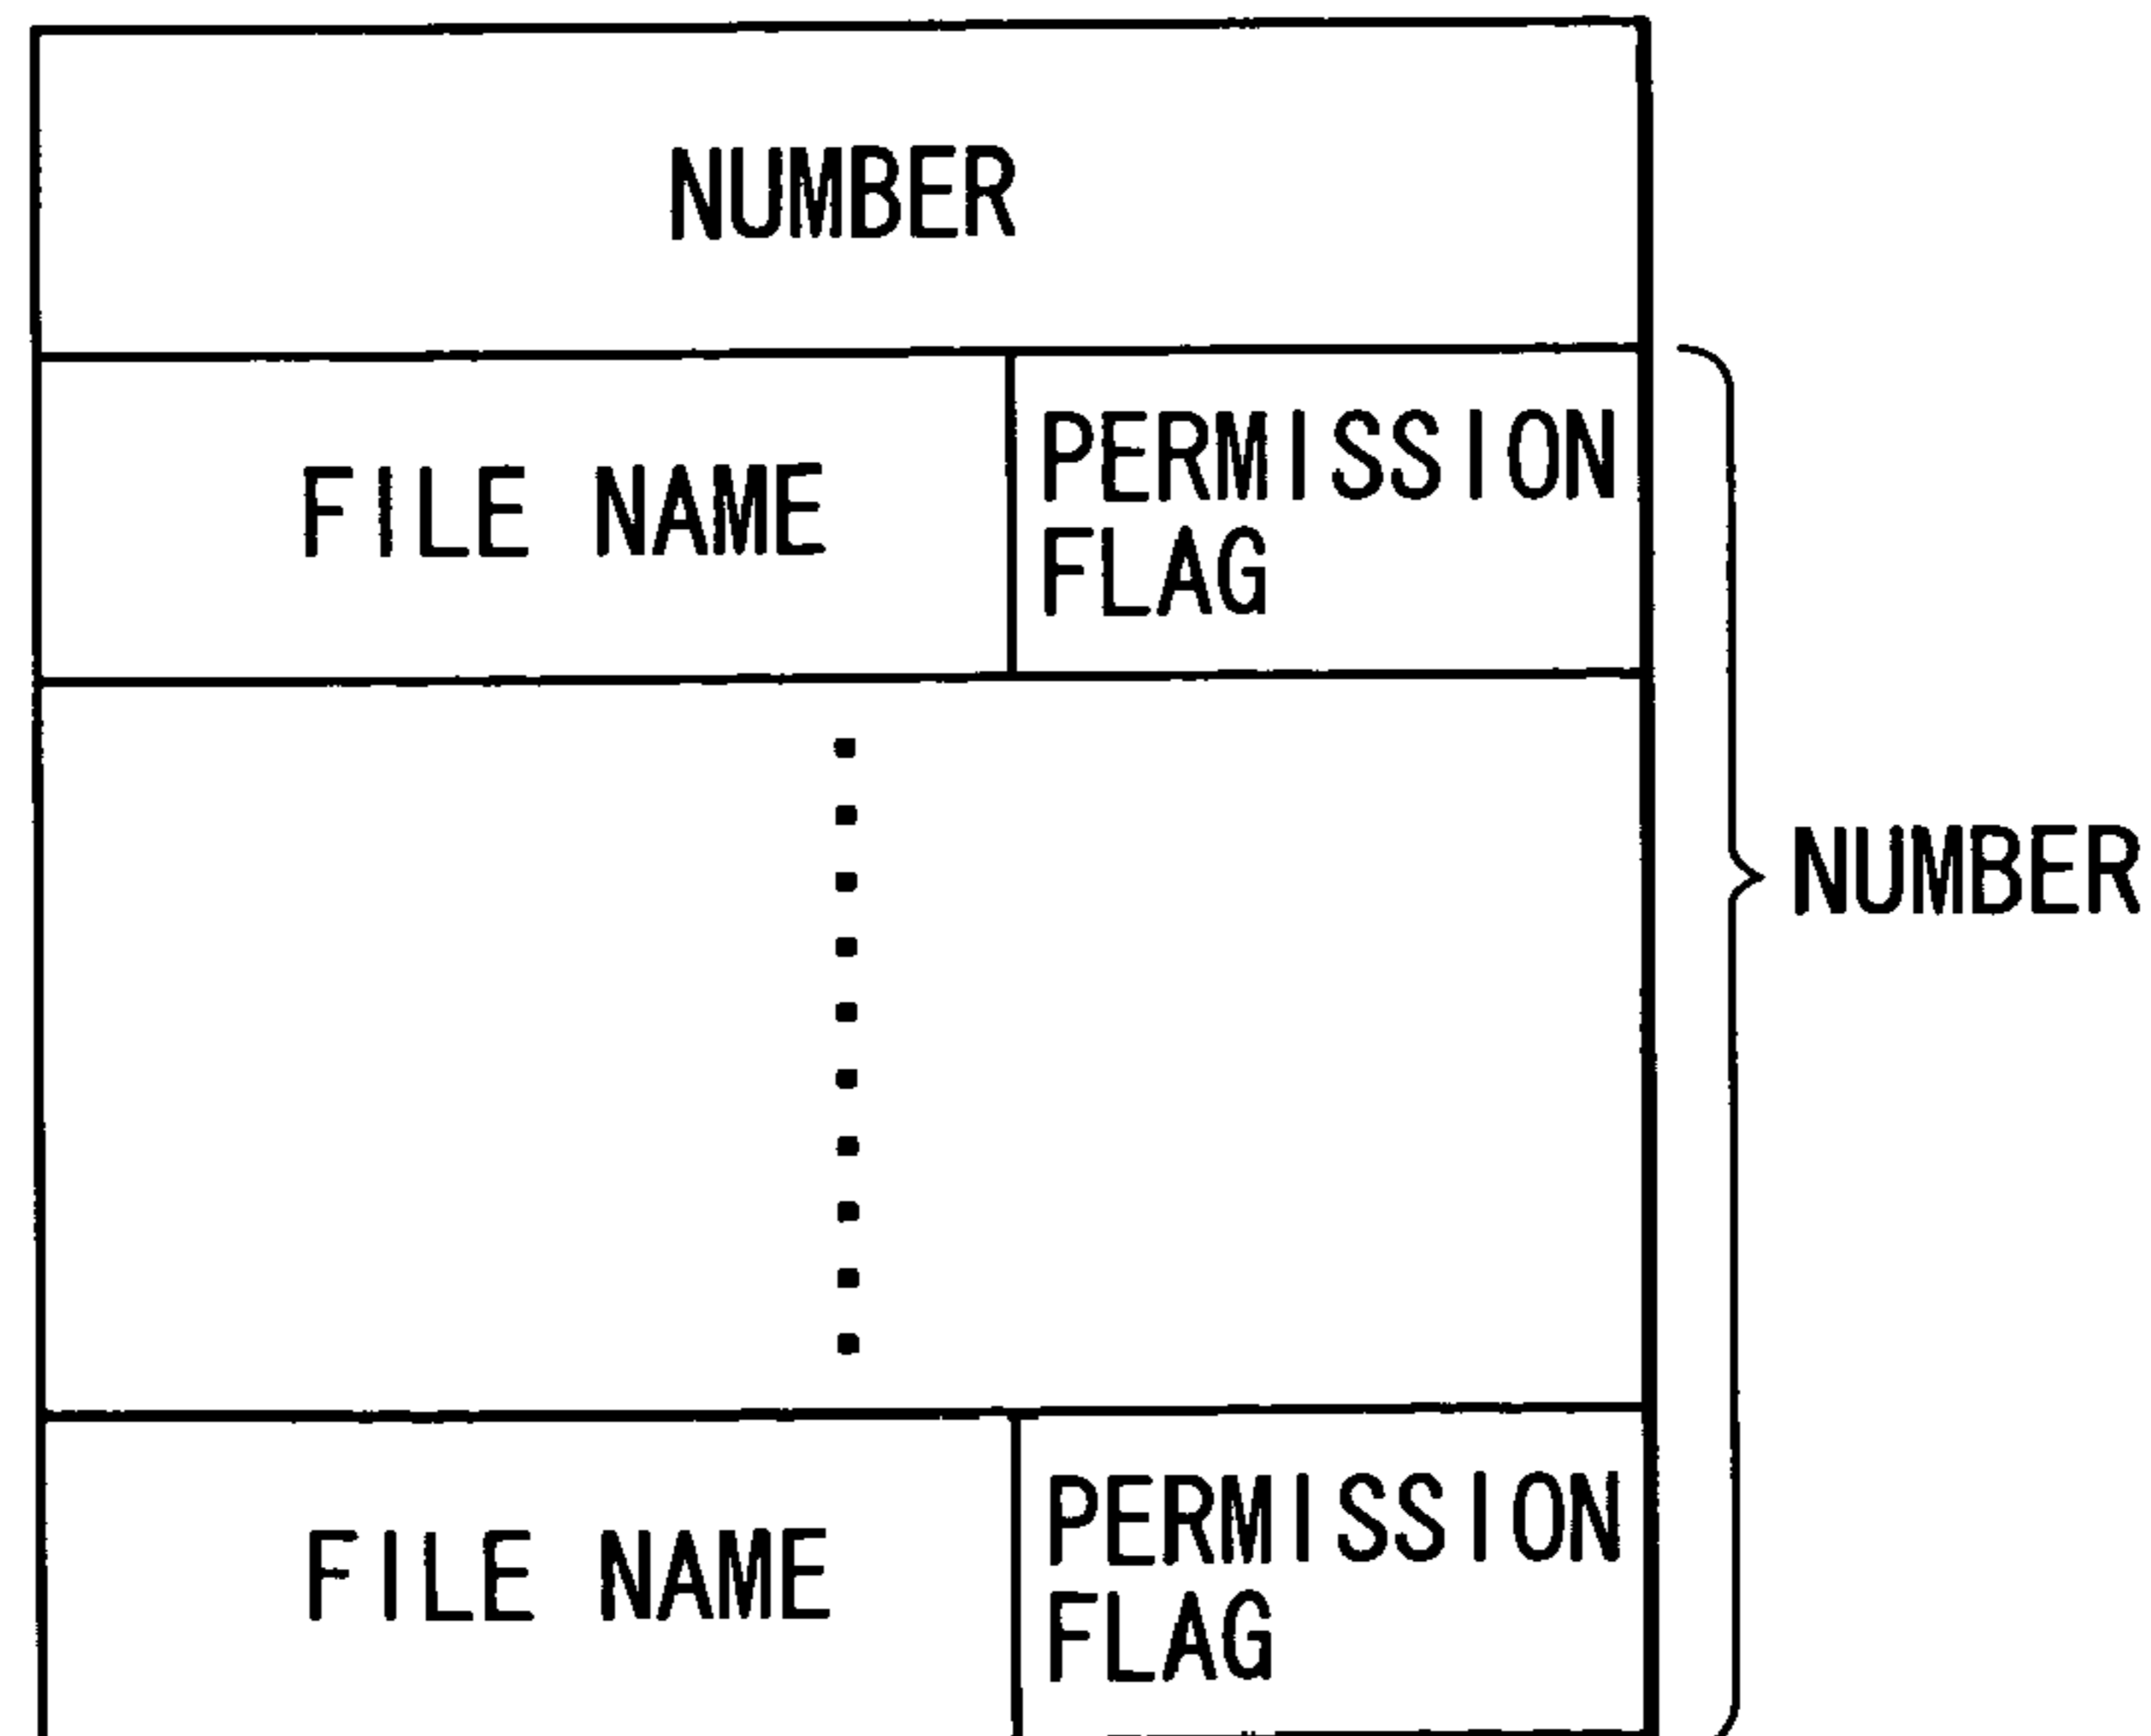 NUMBER
FILE NAME
PERMISSION
FLAG
NUMBER
FILE NAME
PERMISSION
FLAG